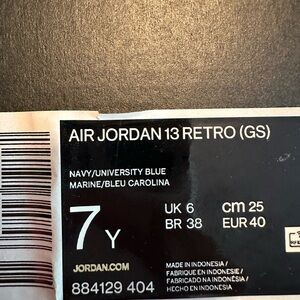 AIR JORDAN 13 RETRO (GS)
NAVY/UNIVERSITY BLUE
MARINE/BLEU CAROLINA
7Y
UK 6 cm 25
BR 38 EUR 40
JORDAN.COM
884129 404
MADE IN INDONESIA/
FABRIQUE EN INDONESIE/
FABRICADO NA INDONÉSIA/
HECHO EN INDONESIA